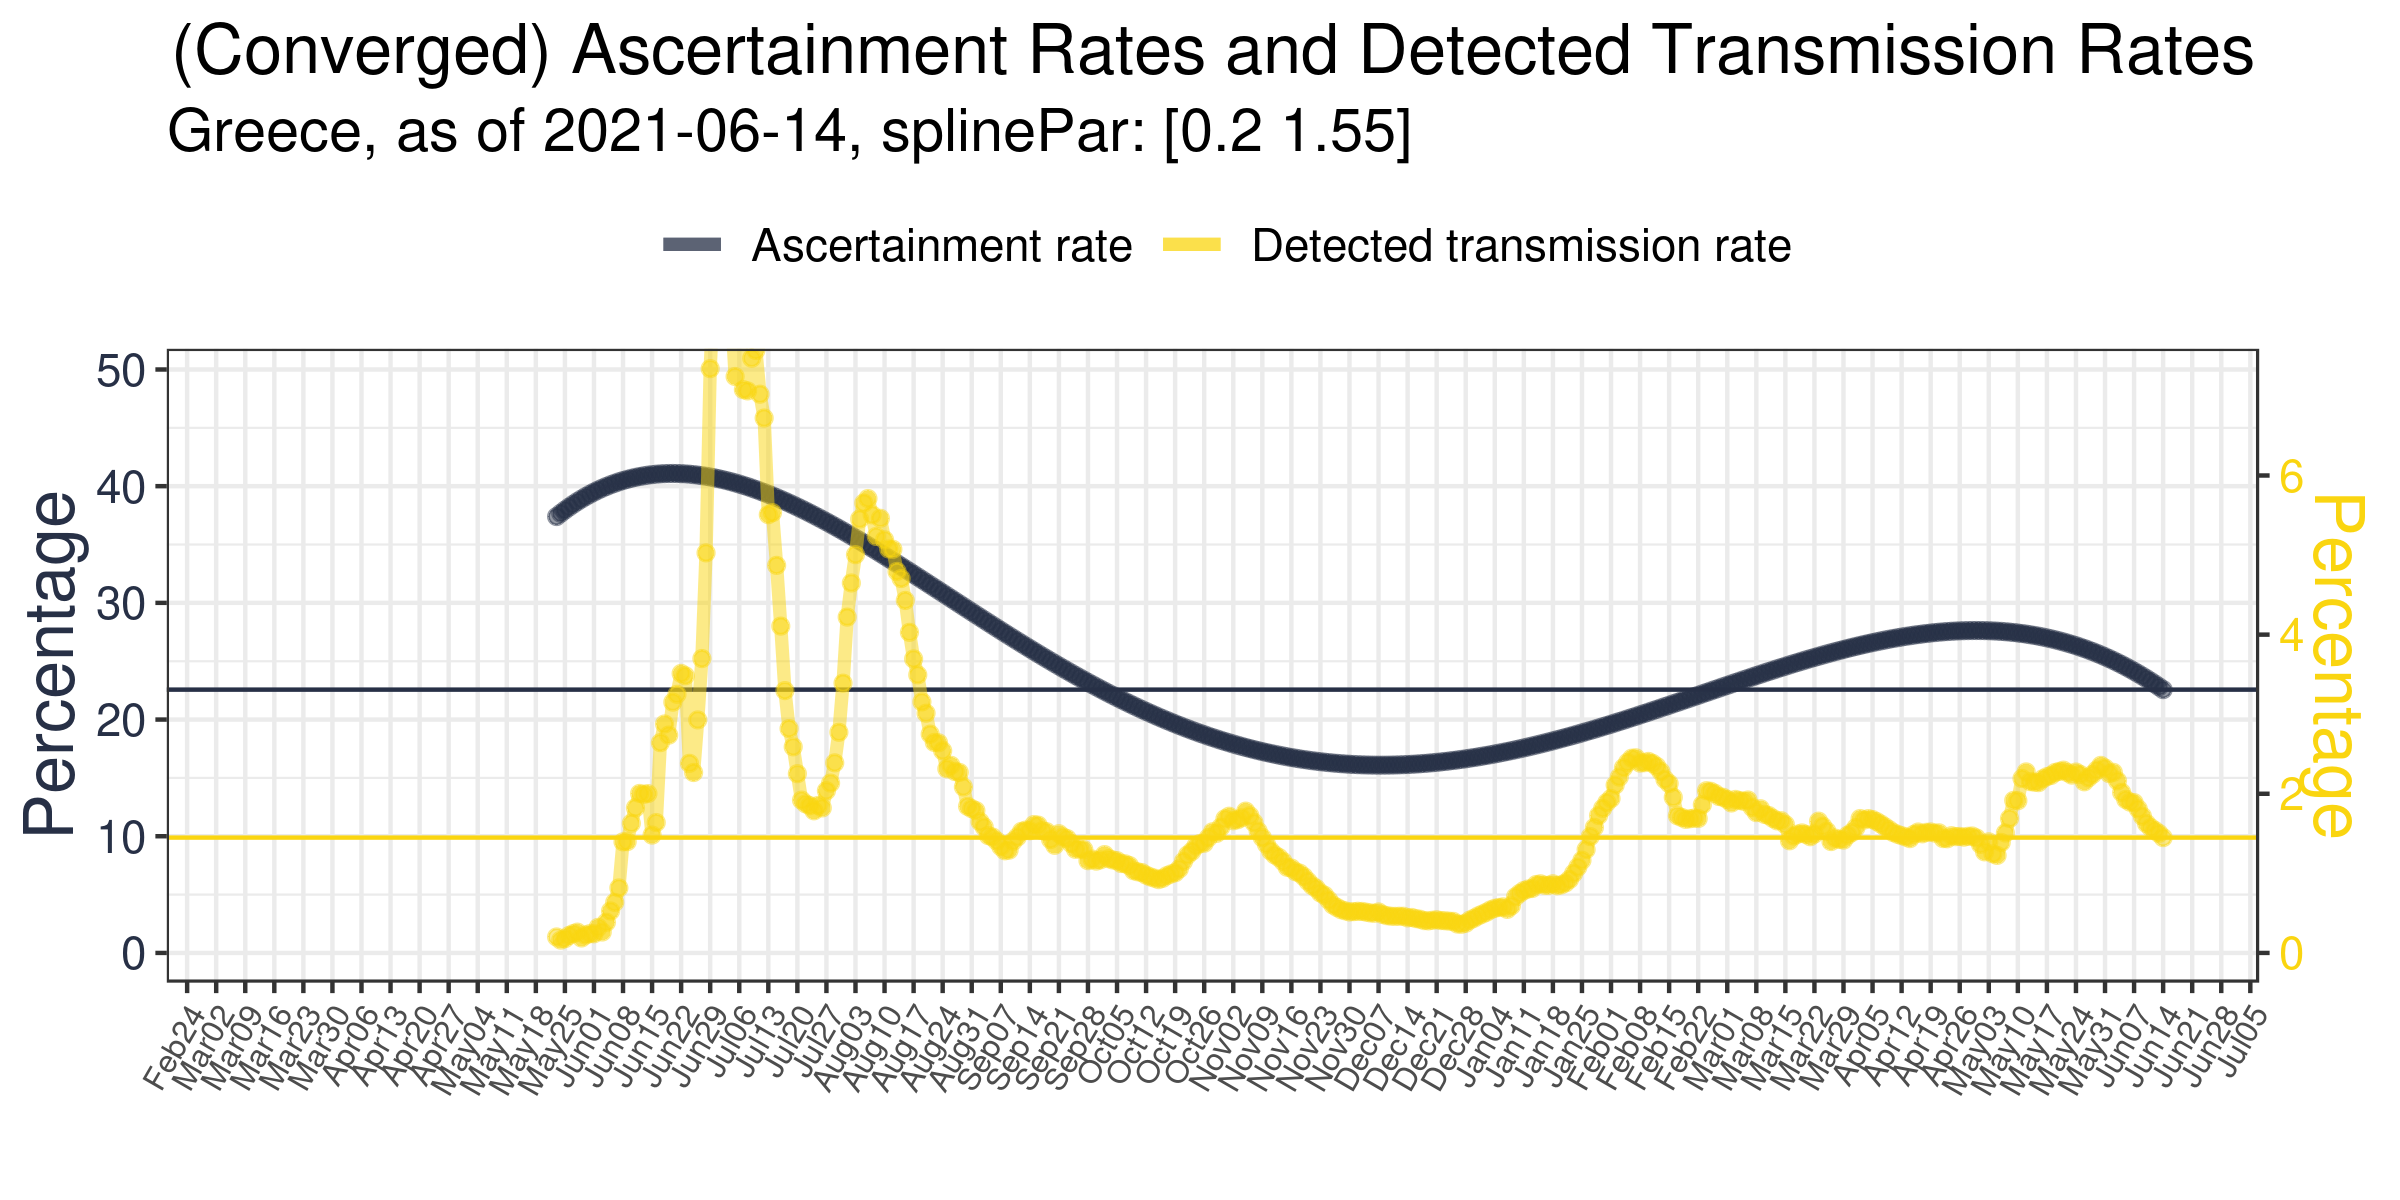 (Converged) Ascertainment Rates and Detected Transmission Rates
Greece, as of 2021-06-14, splinePar: [0.2 1.55]
Ascertainment rate Detected transmission rate
Percentage
50
40
30
20
10
0
6
4
2
0
Percentage
Feb24 Mar02 Mar09 Mar16 Mar23 Mar30 Apr06 Apr13 Apr20 Apr27 May04 May11 May18 May25 Jun01 Jun08 Jun15 Jun22 Jun29 Jul06 Jul13 Jul20 Jul27 Aug03 Aug10 Aug17 Aug24 Aug31 Sep07 Sep14 Sep21 Sep28 Oct05 Oct12 Oct19 Oct26 Nov02 Nov09 Nov16 Nov23 Nov30 Dec07 Dec14 Dec21 Dec28 Jan04 Jan11 Jan18 Jan25 Feb01 Feb08 Feb15 Feb22 Mar01 Mar08 Mar15 Mar22 Mar29 Apr05 Apr12 Apr19 Apr26 May03 May10 May17 May24 May31 Jun07 Jun14 Jun21 Jun28 Jul05